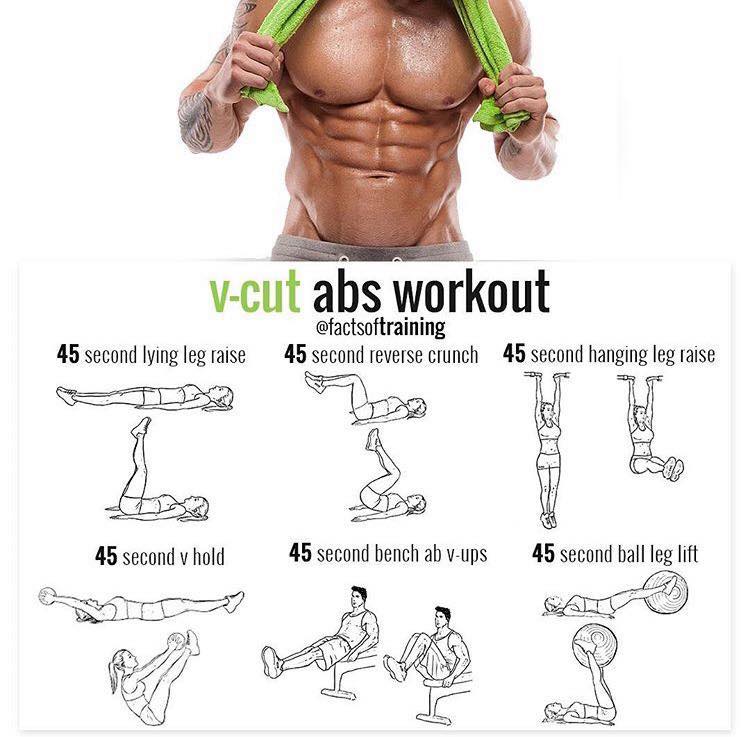 v-cut abs workout
@factsoftraining
45 second lying leg raise
45 second reverse crunch
45 second hanging leg raise
45 second v hold
45 second bench ab v-ups
45 second ball leg lift